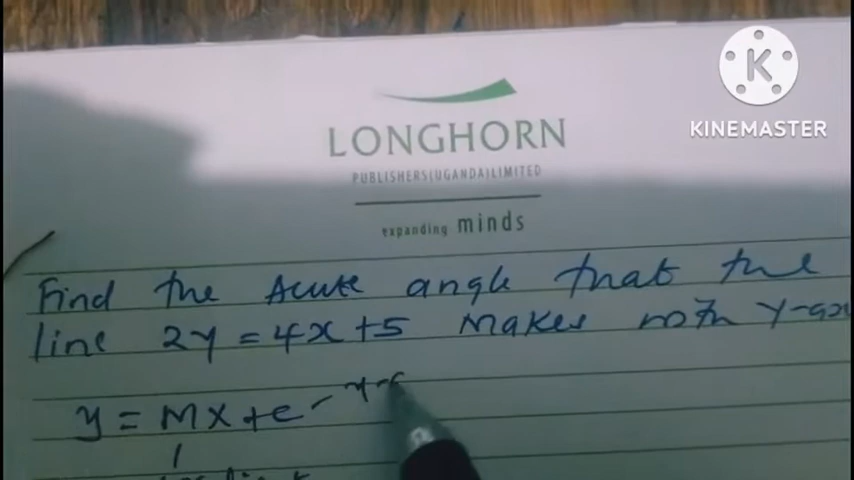 KINEMASTER
LONGHORN
PUBLISHERS(UGANDA)LIMITED
expanding minds
Find the Acute angle that the
line 2y = 4x + 5 Makes with
y = Mx + c